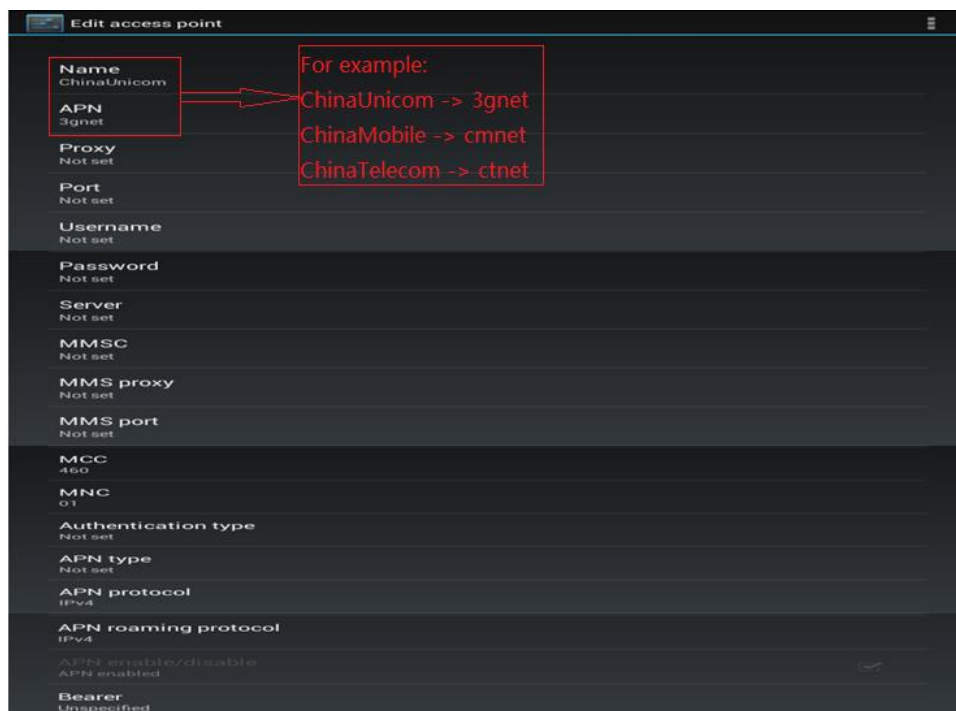 Edit access point
Name
ChinaUnicom
APN
3gnet
For example:
ChinaUnicom -> 3gnet
ChinaMobile -> cmnet
ChinaTelecom -> ctnet
Proxy
Not set
Port
Not set
Username
Not set
Password
Not set
Server
Not set
MMSC
Not set
MMS proxy
Not set
MMS port
Not set
MCC
460
MNC
01
Authentication type
Not set
APN type
Not set
APN protocol
IPv4
APN roaming protocol
IPv4
APN enable/disable
APN enabled
Bearer
Unspecified